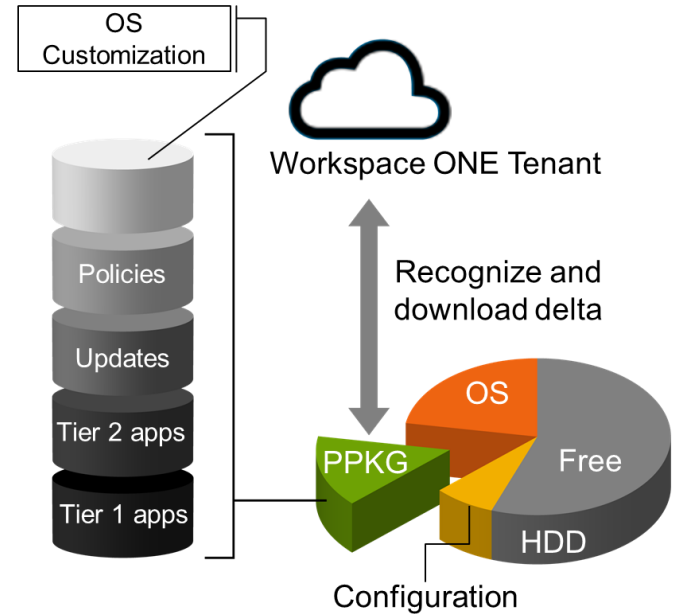 OS
Customization
Workspace ONE Tenant
Policies
Recognize and
download delta
Updates
OS
Tier 2 apps
PPKG
Free
Tier 1 apps
HDD
Configuration